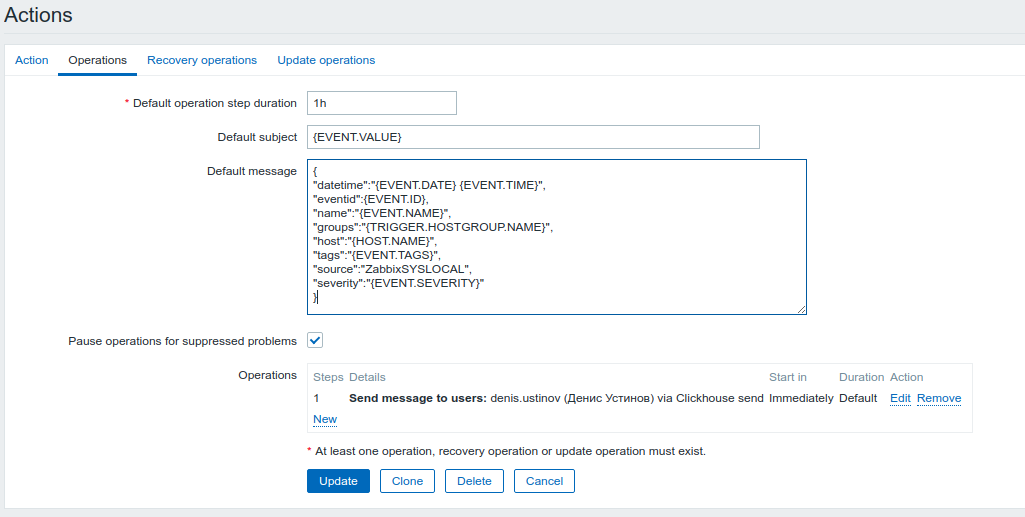 Actions
Action Operations Recovery operations Update operations
* Default operation step duration 1h
Default subject {EVENT.VALUE}
Default message {
"datetime":"{EVENT.DATE} {EVENT.TIME}",
"eventid":{EVENT.ID},
"name":"{EVENT.NAME}",
"groups":"{TRIGGER.HOSTGROUP.NAME}",
"host":"{HOST.NAME}",
"tags":"{EVENT.TAGS}",
"source":"ZabbixSYSLOCAL",
"severity":"{EVENT.SEVERITY}"
}
Pause operations for suppressed problems
Operations Steps Details Start in Duration Action
1 Send message to users: denis.ustinov (Денис Устинов) via Clickhouse send Immediately Default Edit Remove
New
* At least one operation, recovery operation or update operation must exist.
Update Clone Delete Cancel